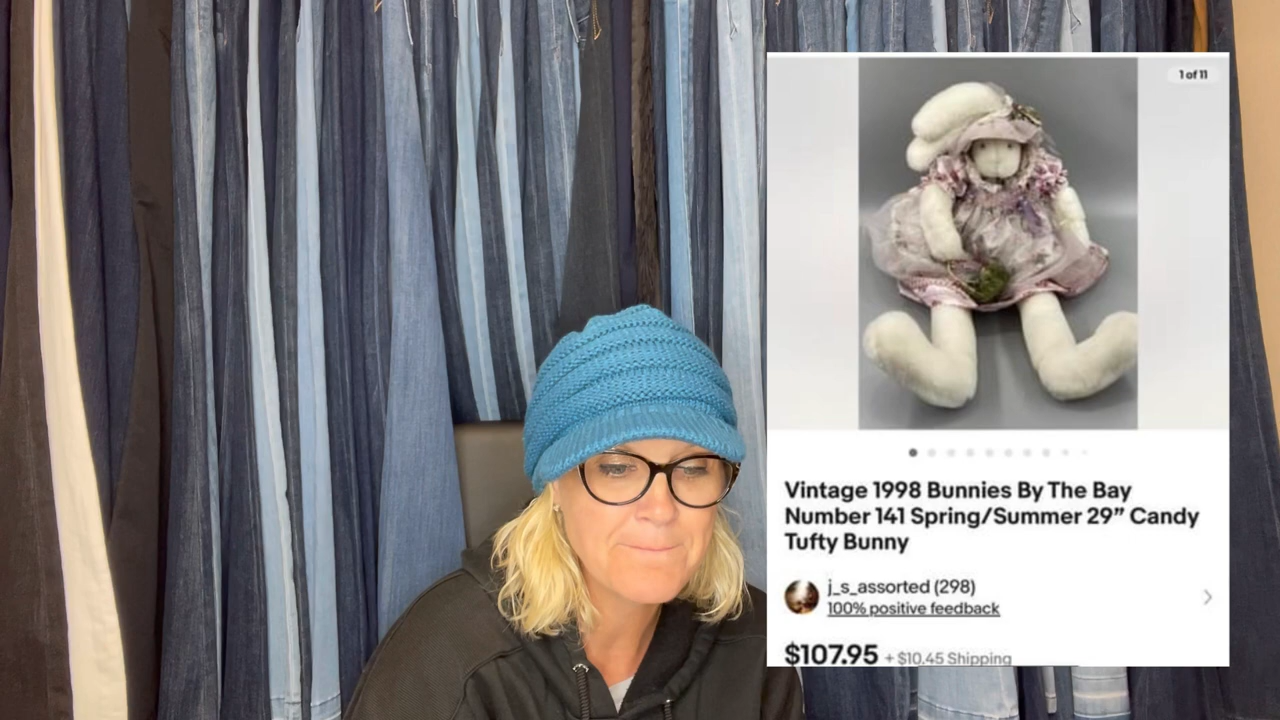 1 of 11
Vintage 1998 Bunnies By The Bay
Number 141 Spring/Summer 29” Candy
Tufty Bunny
j_s_assorted (298)
100% positive feedback
$107.95 + $10.45 Shipping